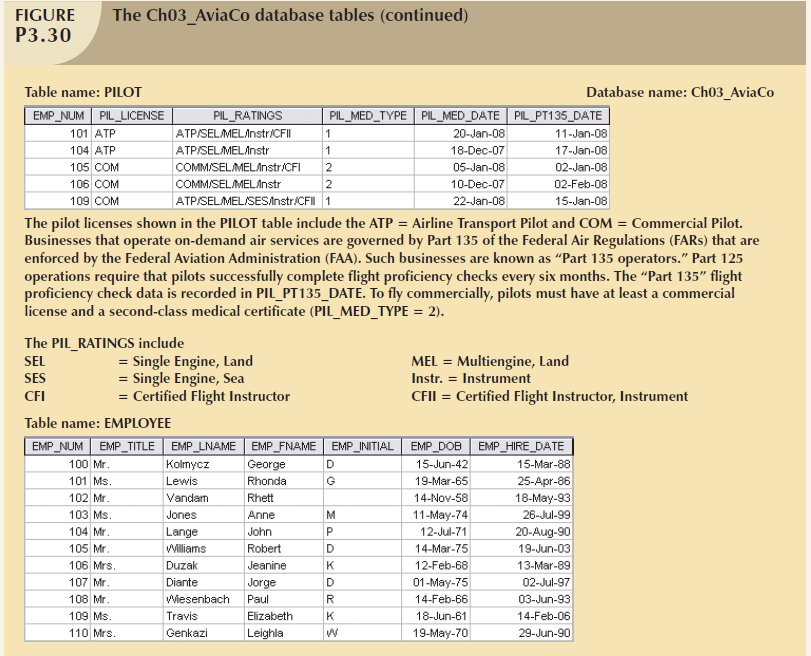 FIGURE
P3.30
The Ch03_AviaCo database tables (continued)
Table name: PILOT Database name: Ch03_AviaCo
EMP_NUM PIL_LICENSE PIL_RATINGS PIL_MED_TYPE PIL_MED_DATE PIL_PT135_DATE
101 ATP ATP/SEL/MEL/Instr/CFII 1 20-Jan-08 11-Jan-08
104 ATP ATP/SEL/MEL/Instr 1 18-Dec-07 17-Jan-08
105 COM COMM/SEL/MEL/Instr/CFI 2 05-Jan-08 02-Jan-08
106 COM COMM/SEL/MEL/Instr 2 10-Dec-07 02-Feb-08
109 COM ATP/SEL/MEL/SES/Instr/CFII 1 22-Jan-08 15-Jan-08
The pilot licenses shown in the PILOT table include the ATP = Airline Transport Pilot and COM = Commercial Pilot.
Businesses that operate on-demand air services are governed by Part 135 of the Federal Air Regulations (FARs) that are
enforced by the Federal Aviation Administration (FAA). Such businesses are known as “Part 135 operators.” Part 125
operations require that pilots successfully complete flight proficiency checks every six months. The “Part 135” flight
proficiency check data is recorded in PIL_PT135_DATE. To fly commercially, pilots must have at least a commercial
license and a second-class medical certificate (PIL_MED_TYPE = 2).
The PIL_RATINGS include
SEL = Single Engine, Land MEL = Multiengine, Land
SES = Single Engine, Sea Instr. = Instrument
CFI = Certified Flight Instructor CFII = Certified Flight Instructor, Instrument
Table name: EMPLOYEE
EMP_NUM EMP_TITLE EMP_LNAME EMP_FNAME EMP_INITIAL EMP_DOB EMP_HIRE_DATE
100 Mr. Kolmycz George D 15-Jun-42 15-Mar-88
101 Ms. Lewis Rhonda G 19-Mar-65 25-Apr-86
102 Mr. Vandam Rhett 14-Nov-58 18-May-93
103 Ms. Jones Anne M 11-May-74 26-Jul-99
104 Mr. Lange John P 12-Jul-71 20-Aug-90
105 Mr. Williams Robert D 14-Mar-75 19-Jun-03
106 Mrs. Duzak Jeanine K 12-Feb-68 13-Mar-89
107 Mr. Diante Jorge D 01-May-75 02-Jul-97
108 Mr. Wiesenbach Paul R 14-Feb-66 03-Jun-93
109 Ms. Travis Elizabeth K 18-Jun-61 14-Feb-06
110 Mrs. Genkazi Leighla W 19-May-70 29-Jun-90